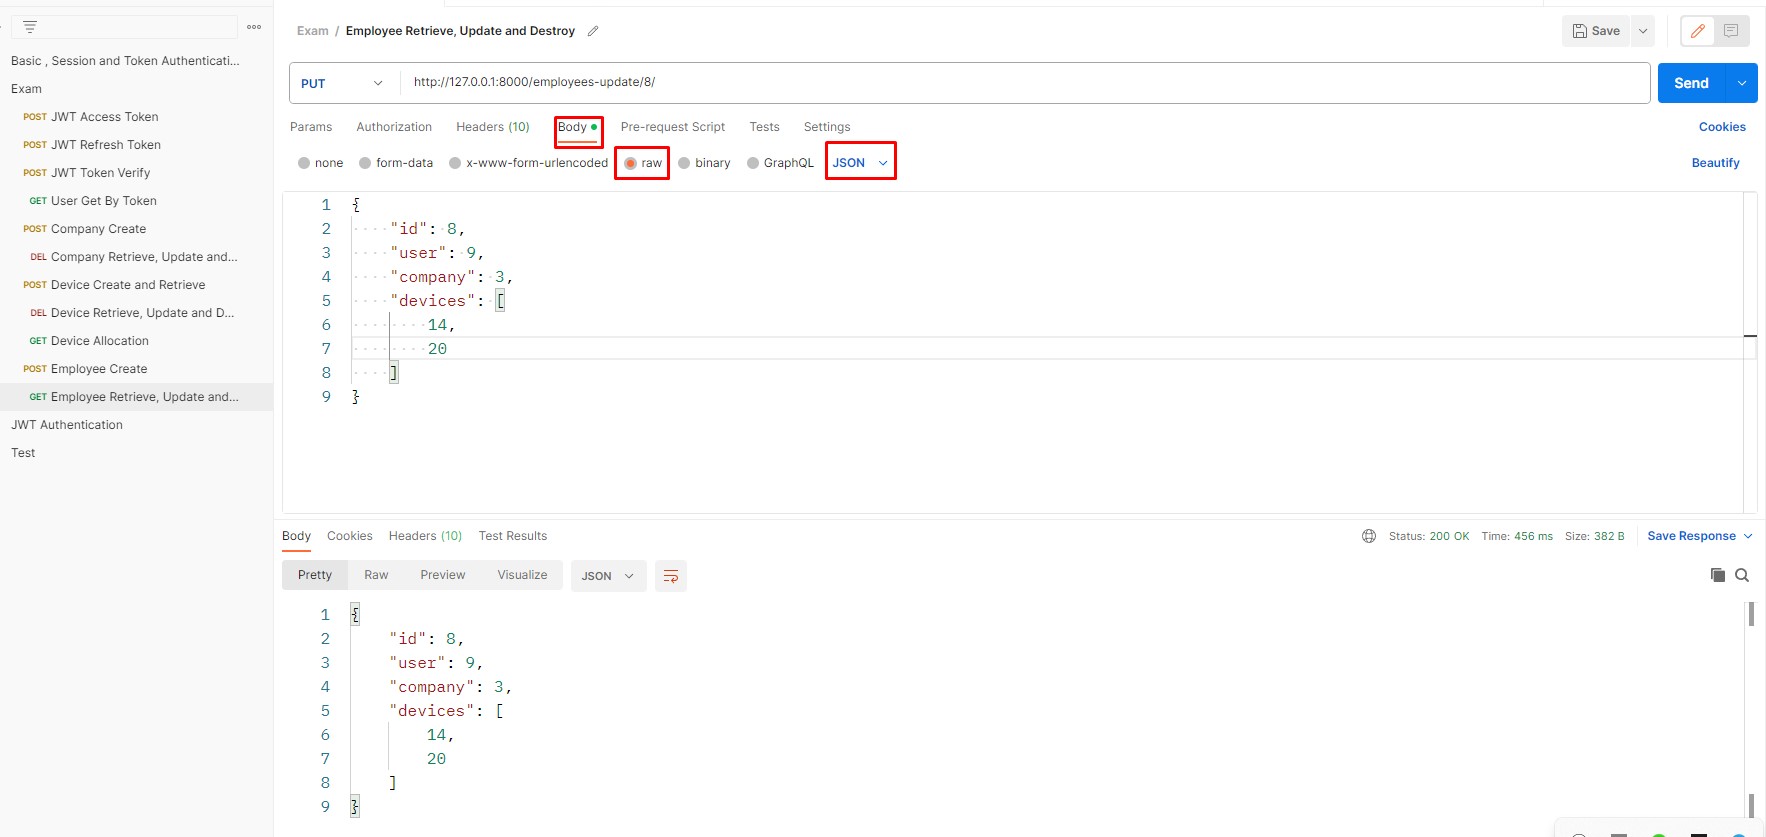 Basic , Session and Token Authenticati...
Exam
POST JWT Access Token
POST JWT Refresh Token
POST JWT Token Verify
GET User Get By Token
POST Company Create
DEL Company Retrieve, Update and...
POST Device Create and Retrieve
DEL Device Retrieve, Update and D...
GET Device Allocation
POST Employee Create
GET Employee Retrieve, Update and...
JWT Authentication
Test
Exam / Employee Retrieve, Update and Destroy
Save
PUT http://127.0.0.1:8000/employees-update/8/
Send
Params Authorization Headers (10) Body Pre-request Script Tests Settings Cookies
none form-data x-www-form-urlencoded raw binary GraphQL JSON Beautify
1 {
2 "id": 8,
3 "user": 9,
4 "company": 3,
5 "devices": [
6 14,
7 20
8 ]
9 }
Body Cookies Headers (10) Test Results Status: 200 OK Time: 456 ms Size: 382 B Save Response
Pretty Raw Preview Visualize JSON
1 {
2 "id": 8,
3 "user": 9,
4 "company": 3,
5 "devices": [
6 14,
7 20
8 ]
9 }